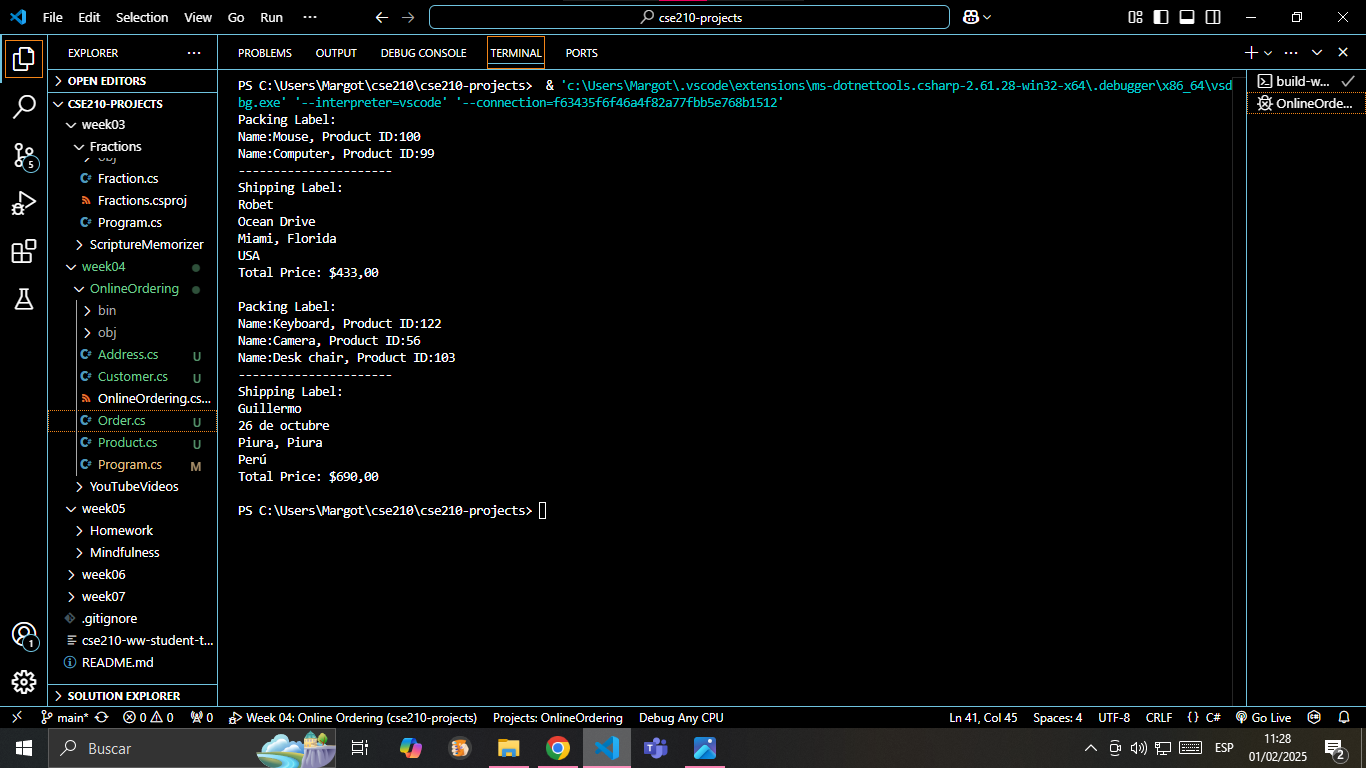 File Edit Selection View Go Run ···
cse210-projects
EXPLORER ···
OPEN EDITORS
CSE210-PROJECTS
week03
Fractions
obj
Fraction.cs
Fractions.csproj
Program.cs
ScriptureMemorizer
week04
OnlineOrdering
bin
obj
Address.cs U
Customer.cs U
OnlineOrdering.cs...
Order.cs U
Product.cs U
Program.cs M
YouTubeVideos
week05
Homework
Mindfulness
week06
week07
.gitignore
cse210-ww-student-t...
README.md
SOLUTION EXPLORER
5
1
PROBLEMS OUTPUT DEBUG CONSOLE TERMINAL PORTS
PS C:\Users\Margot\cse210\cse210-projects> & 'c:\Users\Margot\.vscode\extensions\ms-dotnettools.csharp-2.61.28-win32-x64\.debugger\x86_64\vsd
bg.exe' '--interpreter=vscode' '--connection=f63435f6f46a4f82a77fbb5e768b1512'
Packing Label:
Name:Mouse, Product ID:100
Name:Computer, Product ID:99
----------------------
Shipping Label:
Robet
Ocean Drive
Miami, Florida
USA
Total Price: $433,00
Packing Label:
Name:Keyboard, Product ID:122
Name:Camera, Product ID:56
Name:Desk chair, Product ID:103
----------------------
Shipping Label:
Guillermo
26 de octubre
Piura, Piura
Perú
Total Price: $690,00
PS C:\Users\Margot\cse210\cse210-projects>
build-w...
OnlineOrde...
main* 0 0 0 Week 04: Online Ordering (cse210-projects) Projects: OnlineOrdering Debug Any CPU Ln 41, Col 45 Spaces: 4 UTF-8 CRLF {} C# Go Live
Buscar
ESP
11:28
01/02/2025
2